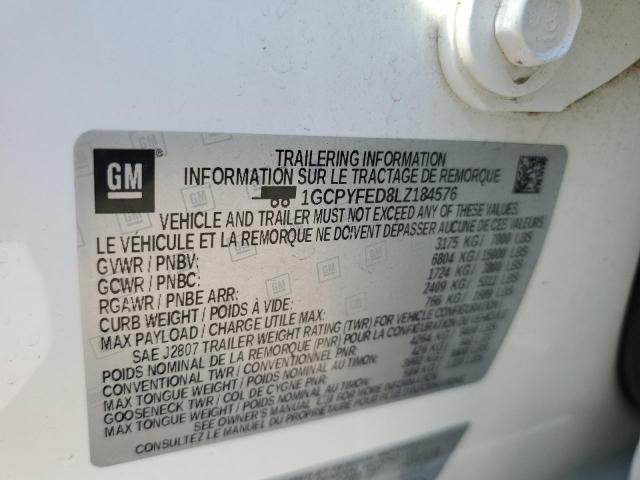 GM
TRAILERING INFORMATION
INFORMATION SUR LE TRACTAGE DE REMORQUE
1GCPYFED8LZ184576
VEHICLE AND TRAILER MUST NOT EXCEED ANY OF THESE VALUES
LE VÉHICULE ET LA REMORQUE NE DOIVENT DÉPASSER AUCUNE DE CES VALEURS
GVWR / PNBV: 3175 KG / 7000 LBS
GCWR / PNBC: 6804 KG / 15000 LBS
RGAWR / PNBE ARR: 1724 KG / 3800 LBS
CURB WEIGHT / POIDS À VIDE: 2409 KG / 5311 LBS
MAX PAYLOAD / CHARGE UTILE MAX: 766 KG / 1689 LBS
SAE J2807 TRAILER WEIGHT RATING (TWR) FOR VEHICLE CONFIGURATION
POIDS NOMINAL DE LA REMORQUE (PNR) POUR LA CONFIGURATION
CONVENTIONAL TWR / CONVENTIONNEL PNR:
MAX TONGUE WEIGHT / POIDS MAXIMAL AU TIMON:
GOOSENECK TWR / COL DE CYGNE PNR:
MAX TONGUE WEIGHT / POIDS MAXIMAL AU TIMON:
SEE OWNER'S MANUAL
CONSULTEZ LE MANUEL DU PROPRIÉTAIRE POUR